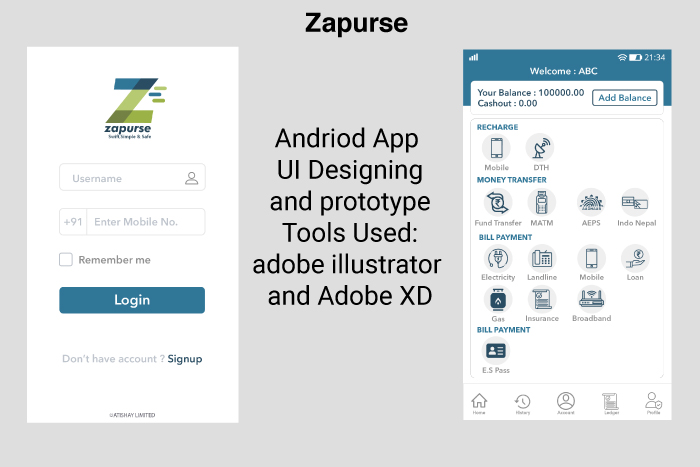 Zapurse
zapurse
Swift,Simple & Safe
Username
+91 Enter Mobile No.
Remember me
Login
Don't have account ? Signup
©ATISHAY LIMITED
Andriod App
UI Designing
and prototype
Tools Used:
adobe illustrator
and Adobe XD
21:34
Welcome : ABC
Your Balance : 100000.00
Cashout : 0.00
Add Balance
RECHARGE
Mobile DTH
MONEY TRANSFER
Fund Transfer MATM AEPS Indo Nepal
BILL PAYMENT
Electricity Landline Mobile Loan
Gas Insurance Broadband
BILL PAYMENT
E.S Pass
Home History Account Ledger Profile